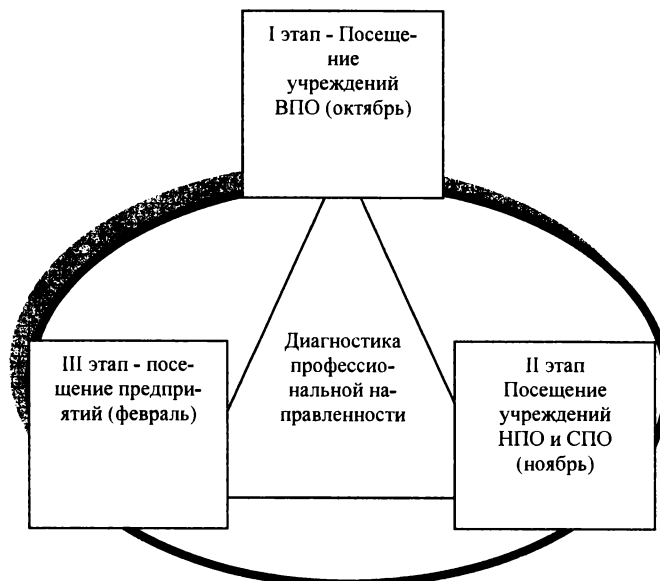 I этап - Посеще-
ние
учреждений
ВПО (октябрь)
Диагностика
профессио-
нальной на-
правленности
III этап - посе-
щение предпри-
ятий (февраль)
II этап
Посещение
учреждений
НПО и СПО
(ноябрь)